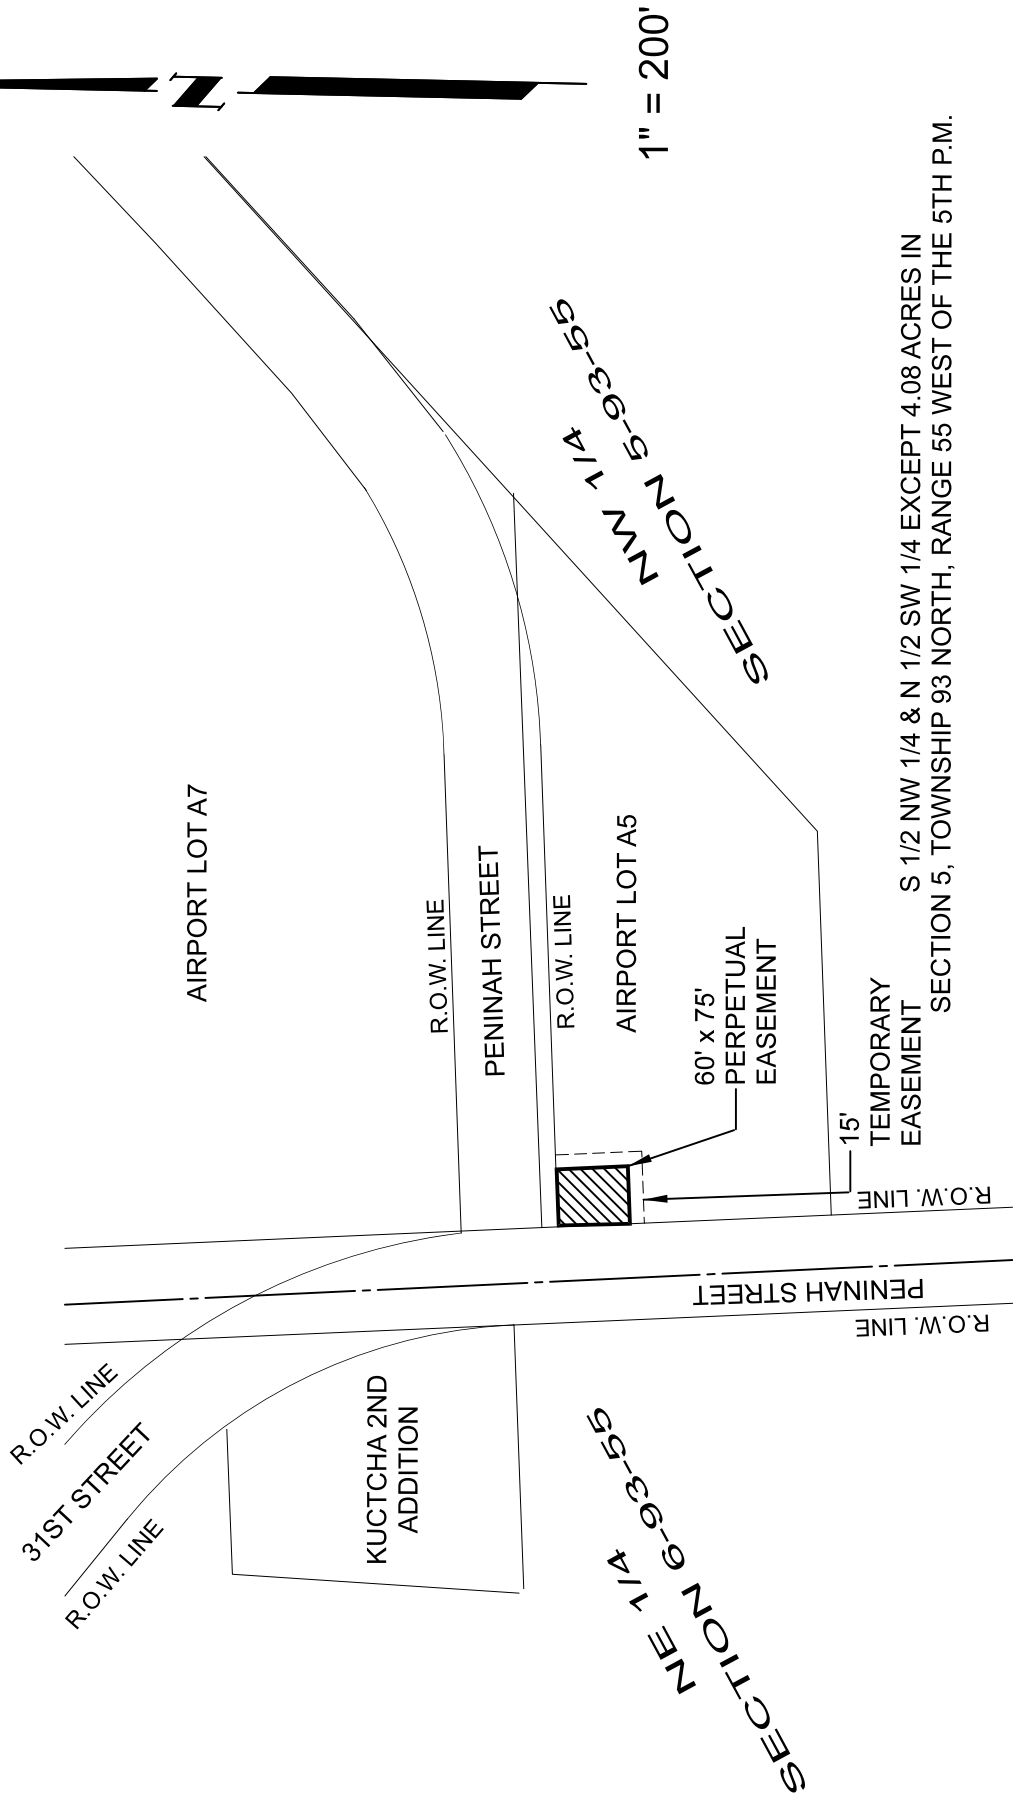 N
1" = 200'
AIRPORT LOT A7
R.O.W. LINE
PENINAH STREET
R.O.W. LINE
AIRPORT LOT A5
NW 1/4
SECTION 5-93-55
60' x 75'
PERPETUAL
EASEMENT
15'
TEMPORARY
EASEMENT
S 1/2 NW 1/4 & N 1/2 SW 1/4 EXCEPT 4.08 ACRES IN
SECTION 5, TOWNSHIP 93 NORTH, RANGE 55 WEST OF THE 5TH P.M.
R.O.W. LINE
PENINAH STREET
R.O.W. LINE
R.O.W. LINE
31ST STREET
R.O.W. LINE
KUCTCHA 2ND
ADDITION
NE 1/4
SECTION 6-93-55